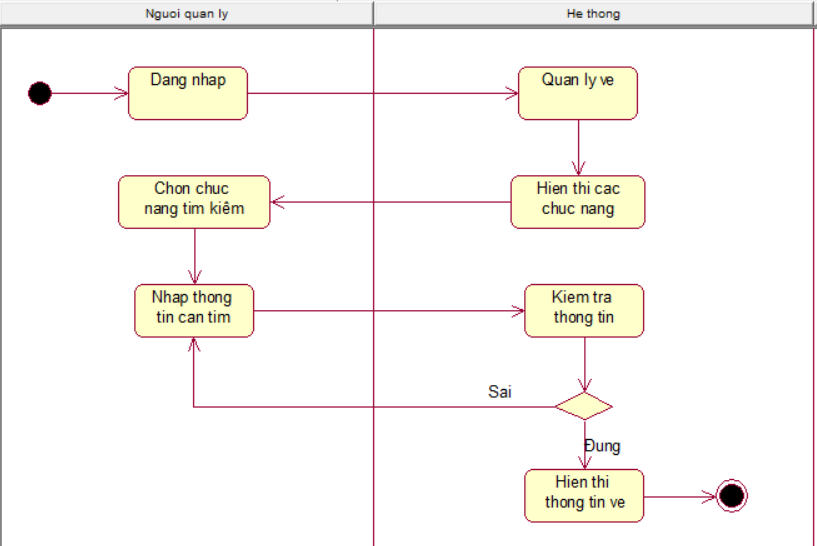 Nguoi quan ly
He thong
Dang nhap
Quan ly ve
Chon chuc
nang tim kiêm
Hien thi cac
chuc nang
Nhap thong
tin can tim
Kiem tra
thong tin
Sai
Đung
Hien thi
thong tin ve